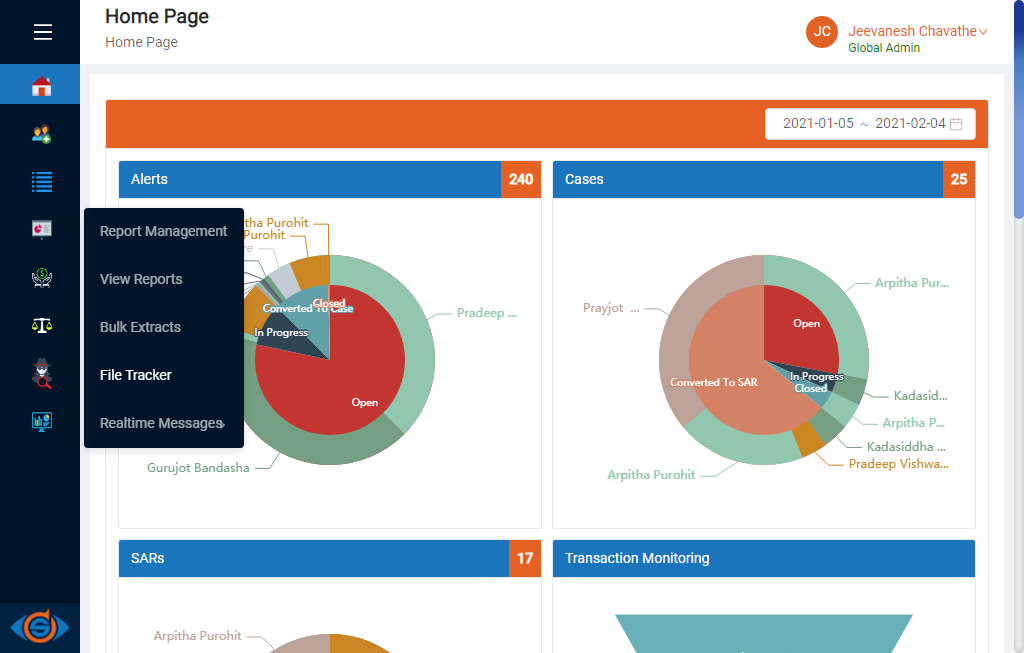 Home Page
Home Page
JC
Jeevanesh Chavathe
Global Admin
2021-01-05 ~ 2021-02-04
Alerts 240
Purohit
Purohit
Pradeep ...
Closed
Converted To Case
In Progress
Open
Gurujot Bandasha
Report Management
View Reports
Bulk Extracts
File Tracker
Realtime Messages
Cases 25
Arpitha Pur...
Prayjot ...
Open
In Progress
Converted To SAR
Closed
Kadasid...
Arpitha P...
Kadasiddha ...
Pradeep Vishwa...
Arpitha Purohit
SARs 17
Arpitha Purohit
Transaction Monitoring